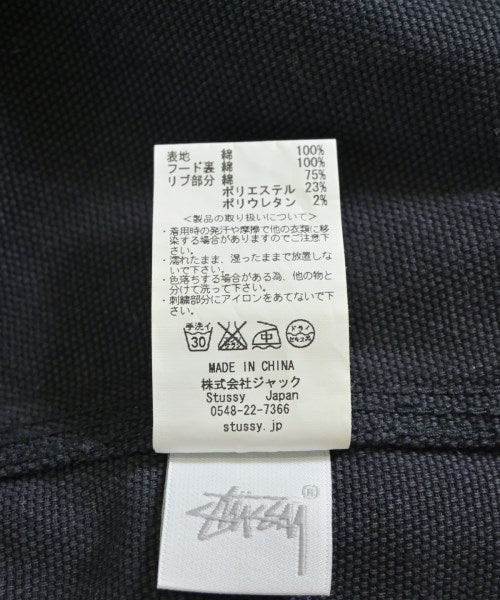 表地 綿 100%
フード裏 綿 100%
リブ部分 綿 75%
ポリエステル 23%
ポリウレタン 2%
<製品の取り扱いについて>
・着用時の発汗や摩擦で他の衣類に移
染する場合がありますのでご注意下
さい。
・濡れたまま、湿ったままで放置しな
いで下さい。
・色落ちする場合がある為、他の物と
分けて洗って下さい。
・刺繍部分にアイロンをあてないで下
さい。
手洗イ
30
中
ドライ
MADE IN CHINA
株式会社ジャック
Stussy Japan
0548-22-7366
stussy.jp
Stüssy ®